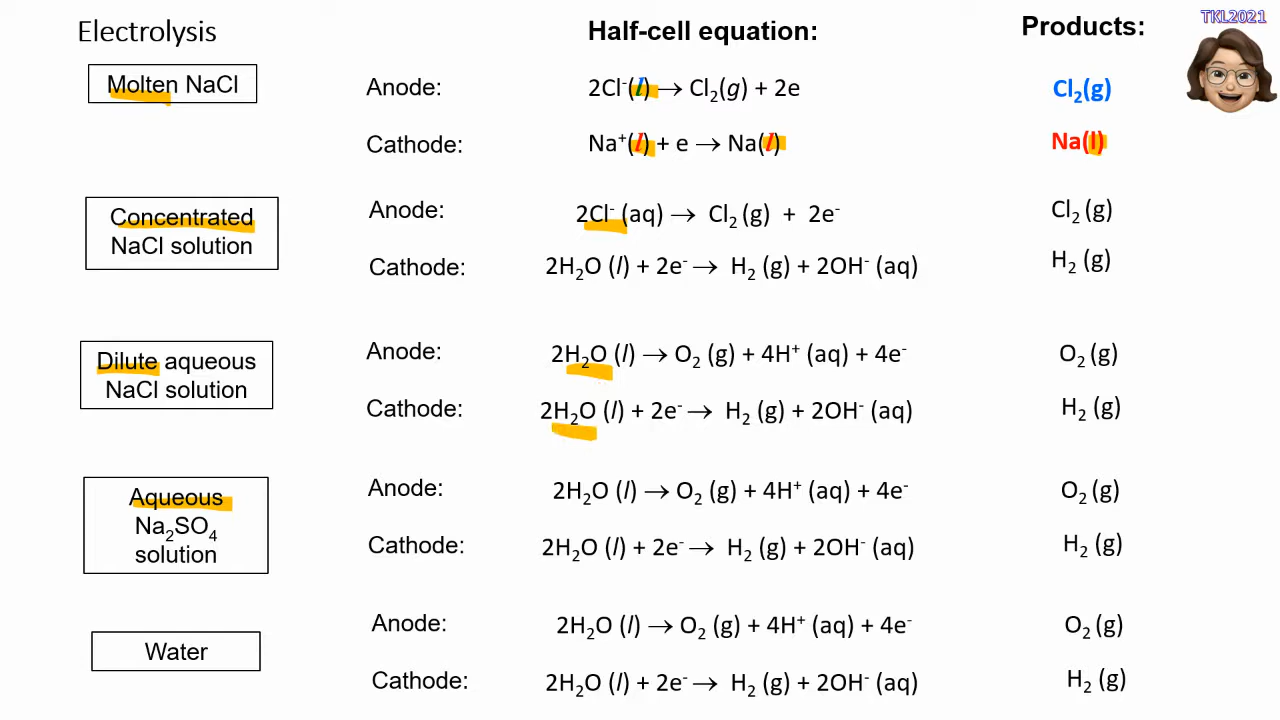 Electrolysis
Half-cell equation:
Products:
TKL2021
Molten NaCl
Anode:
2Cl⁻(l) → Cl₂(g) + 2e
Cl₂(g)
Cathode:
Na⁺(l) + e → Na(l)
Na(l)
Concentrated
NaCl solution
Anode:
2Cl⁻ (aq) → Cl₂ (g) + 2e⁻
Cl₂ (g)
Cathode:
2H₂O (l) + 2e⁻ → H₂ (g) + 2OH⁻ (aq)
H₂ (g)
Dilute aqueous
NaCl solution
Anode:
2H₂O (l) → O₂ (g) + 4H⁺ (aq) + 4e⁻
O₂ (g)
Cathode:
2H₂O (l) + 2e⁻ → H₂ (g) + 2OH⁻ (aq)
H₂ (g)
Aqueous
Na₂SO₄
solution
Anode:
2H₂O (l) → O₂ (g) + 4H⁺ (aq) + 4e⁻
O₂ (g)
Cathode:
2H₂O (l) + 2e⁻ → H₂ (g) + 2OH⁻ (aq)
H₂ (g)
Water
Anode:
2H₂O (l) → O₂ (g) + 4H⁺ (aq) + 4e⁻
O₂ (g)
Cathode:
2H₂O (l) + 2e⁻ → H₂ (g) + 2OH⁻ (aq)
H₂ (g)